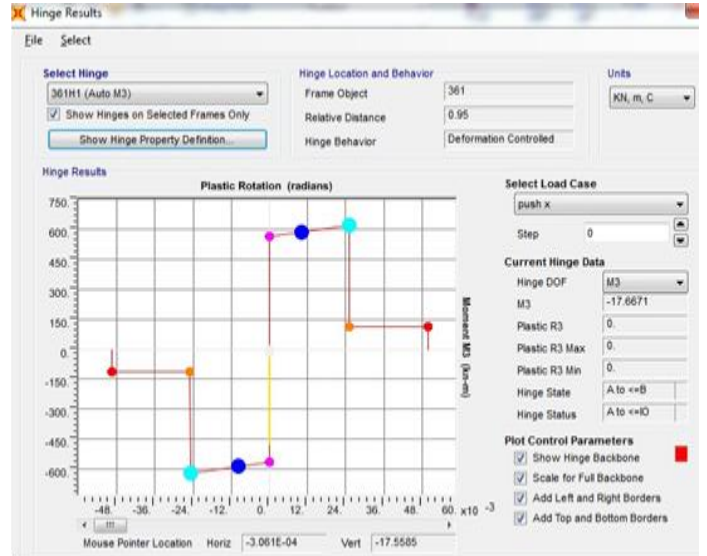 Hinge Results
File Select
Select Hinge
361H1 (Auto M3)
Show Hinges on Selected Frames Only
Show Hinge Property Definition...
Hinge Location and Behavior
Frame Object 361
Relative Distance 0.95
Hinge Behavior Deformation Controlled
Units
KN, m, C
Hinge Results
Plastic Rotation (radians)
750.
600.
450.
300.
150.
0.
-150.
-300.
-450.
-600.
Moment M3 (kn-m)
-48. -36. -24. -12. 0. 12. 24. 36. 48. 60. x10 -3
Mouse Pointer Location Horiz -3.061E-04 Vert -17.5585
Select Load Case
push x
Step 0
Current Hinge Data
Hinge DOF M3
M3 -17.6671
Plastic R3 0.
Plastic R3 Max 0.
Plastic R3 Min 0.
Hinge State A to <=B
Hinge Status A to <=IO
Plot Control Parameters
Show Hinge Backbone
Scale for Full Backbone
Add Left and Right Borders
Add Top and Bottom Borders